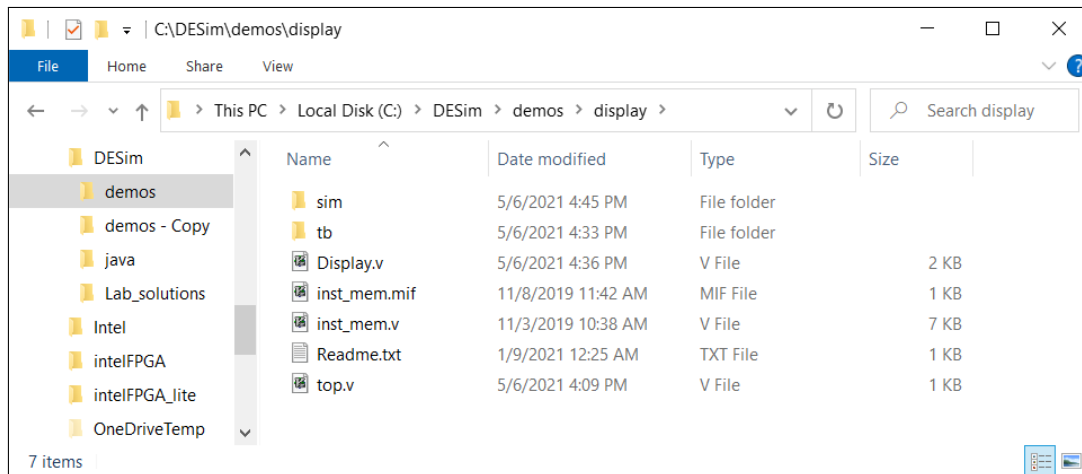 C:\DESim\demos\display
File Home Share View ?
This PC > Local Disk (C:) > DESim > demos > display > Search display
DESim
demos
demos - Copy
java
Lab_solutions
Intel
intelFPGA
intelFPGA_lite
OneDriveTemp
Name Date modified Type Size
sim 5/6/2021 4:45 PM File folder
tb 5/6/2021 4:33 PM File folder
Display.v 5/6/2021 4:36 PM V File 2 KB
inst_mem.mif 11/8/2019 11:42 AM MIF File 1 KB
inst_mem.v 11/3/2019 10:38 AM V File 7 KB
Readme.txt 1/9/2021 12:25 AM TXT File 1 KB
top.v 5/6/2021 4:09 PM V File 1 KB
7 items